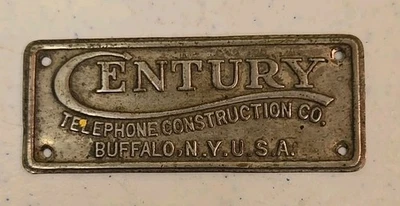 CENTURY
TELEPHONE CONSTRUCTION CO.
BUFFALO, N.Y. U.S.A.